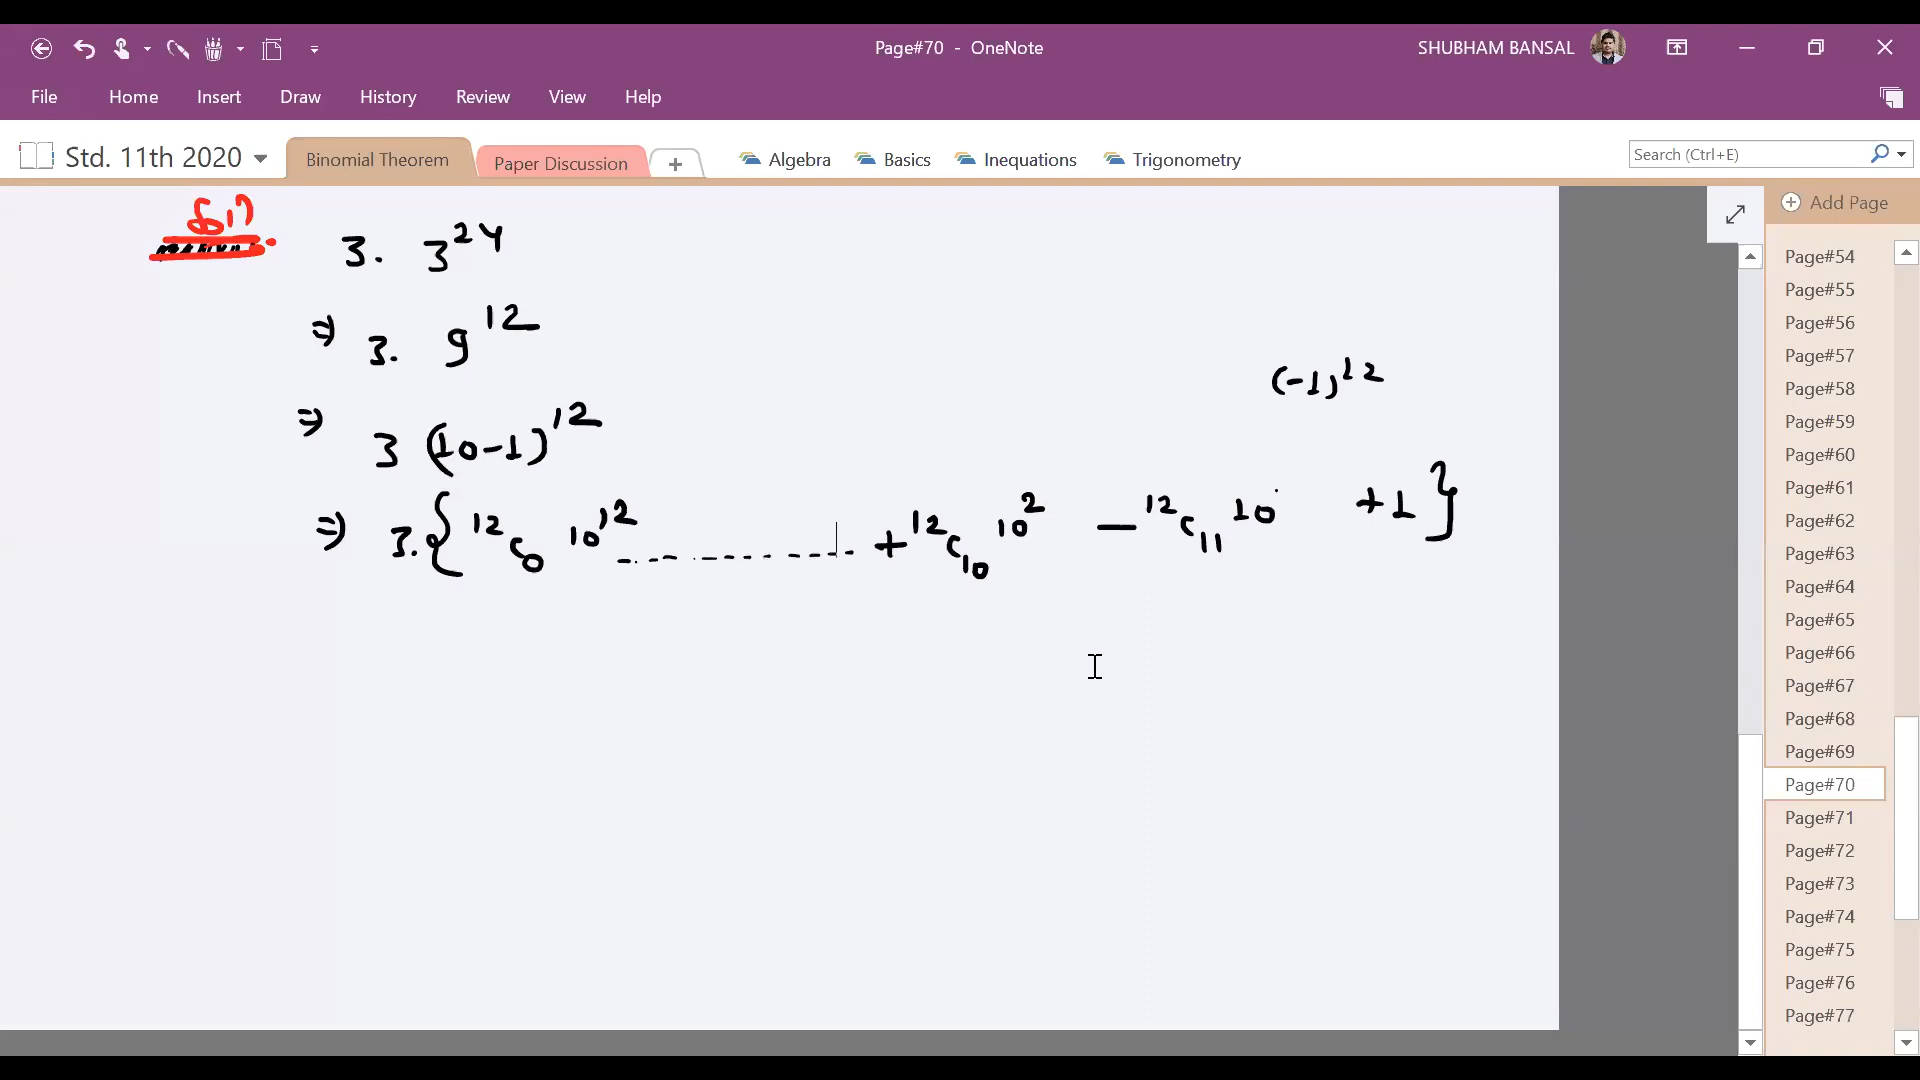 Page#70 - OneNote
SHUBHAM BANSAL
File Home Insert Draw History Review View Help
Std. 11th 2020 Binomial Theorem Paper Discussion + Algebra Basics Inequations Trigonometry
Search (Ctrl+E)
Add Page
3. 3^24
⇒ 3. 9^12
(-1)^12
⇒ 3 (10-1)^12
⇒ 3. { ^12C_0 10^12 ------------ + ^12C_10 10^2 - ^12C_11 10 + 1 }
Page#54
Page#55
Page#56
Page#57
Page#58
Page#59
Page#60
Page#61
Page#62
Page#63
Page#64
Page#65
Page#66
Page#67
Page#68
Page#69
Page#70
Page#71
Page#72
Page#73
Page#74
Page#75
Page#76
Page#77